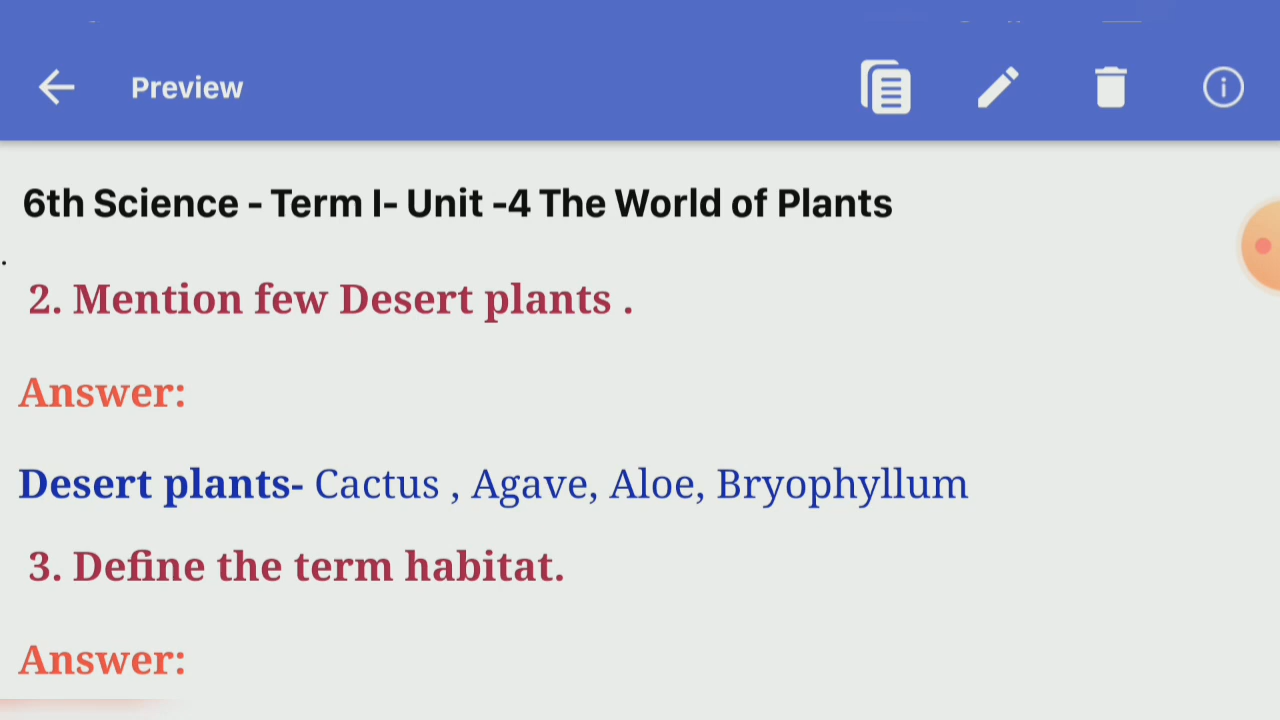 Preview
6th Science - Term I- Unit -4 The World of Plants
.
2. Mention few Desert plants .
Answer:
Desert plants- Cactus , Agave, Aloe, Bryophyllum
3. Define the term habitat.
Answer: